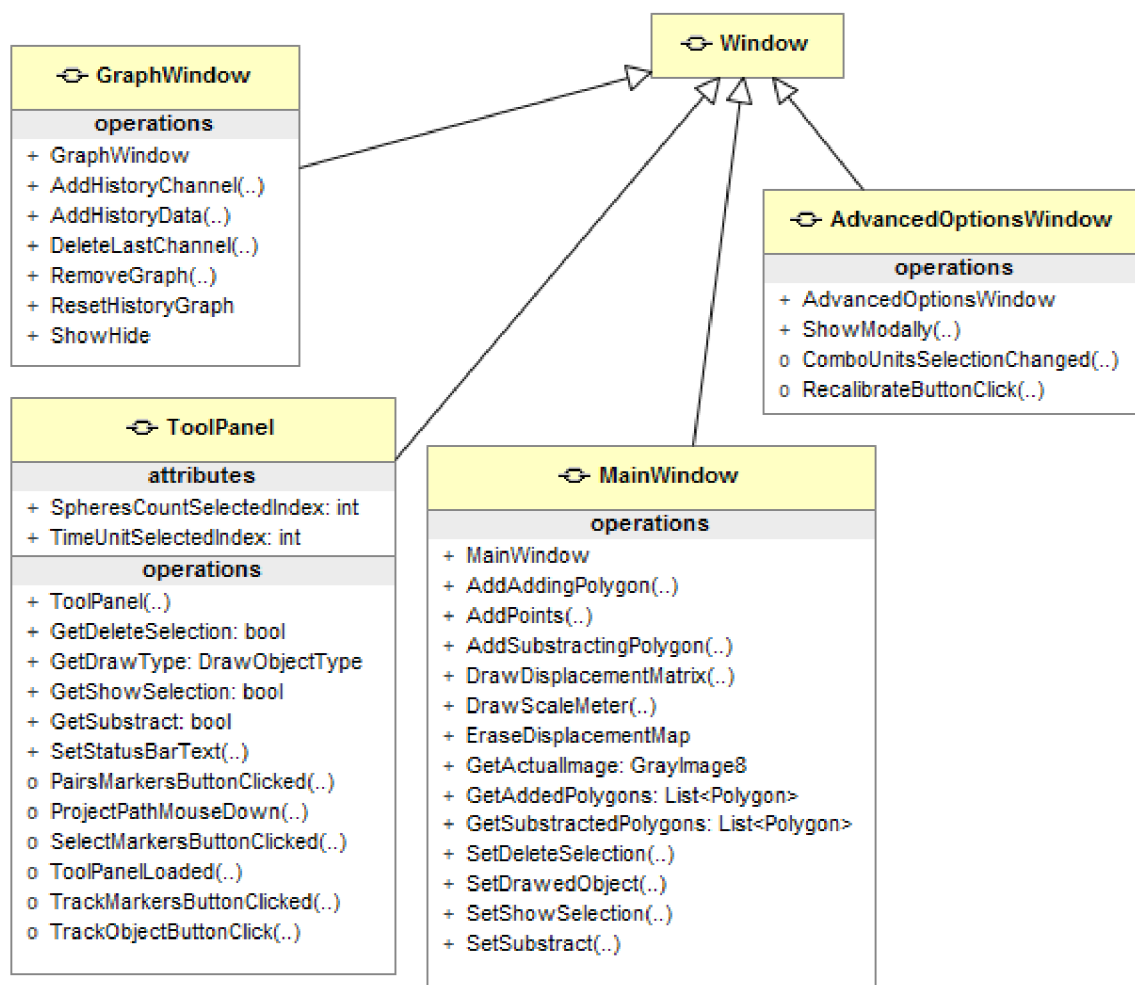 Window
GraphWindow
operations
+ GraphWindow
+ AddHistoryChannel(..)
+ AddHistoryData(..)
+ DeleteLastChannel(..)
+ RemoveGraph(..)
+ ResetHistoryGraph
+ ShowHide
AdvancedOptionsWindow
operations
+ AdvancedOptionsWindow
+ ShowModally(..)
o ComboUnitsSelectionChanged(..)
o RecalibrateButtonClick(..)
ToolPanel
attributes
+ SpheresCountSelectedIndex: int
+ TimeUnitSelectedIndex: int
operations
+ ToolPanel(..)
+ GetDeleteSelection: bool
+ GetDrawType: DrawObjectType
+ GetShowSelection: bool
+ GetSubstract: bool
+ SetStatusBarText(..)
o PairsMarkersButtonClicked(..)
o ProjectPathMouseDown(..)
o SelectMarkersButtonClicked(..)
o ToolPanelLoaded(..)
o TrackMarkersButtonClicked(..)
o TrackObjectButtonClick(..)
MainWindow
operations
+ MainWindow
+ AddAddingPolygon(..)
+ AddPoints(..)
+ AddSubstractingPolygon(..)
+ DrawDisplacementMatrix(..)
+ DrawScaleMeter(..)
+ EraseDisplacementMap
+ GetActualImage: GrayImage8
+ GetAddedPolygons: List<Polygon>
+ GetSubstractedPolygons: List<Polygon>
+ SetDeleteSelection(..)
+ SetDrawedObject(..)
+ SetShowSelection(..)
+ SetSubstract(..)